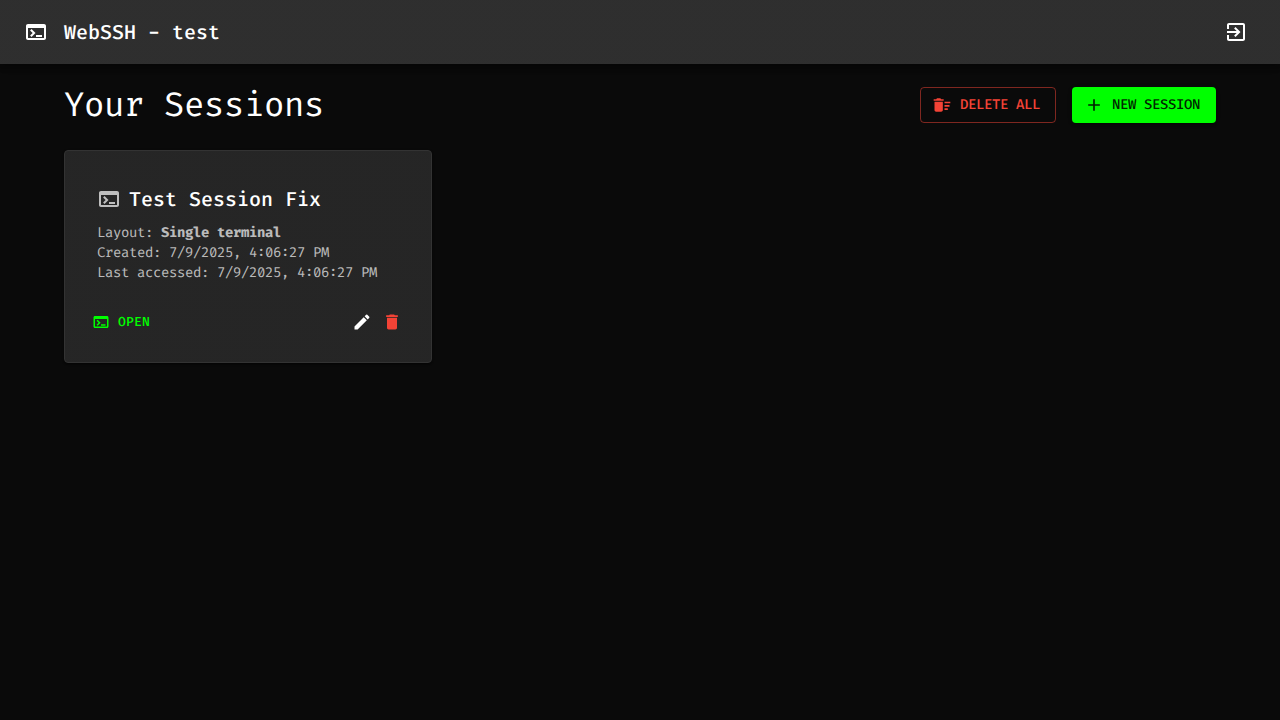 WebSSH - test
Your Sessions
DELETE ALL
NEW SESSION
Test Session Fix
Layout: Single terminal
Created: 7/9/2025, 4:06:27 PM
Last accessed: 7/9/2025, 4:06:27 PM
OPEN